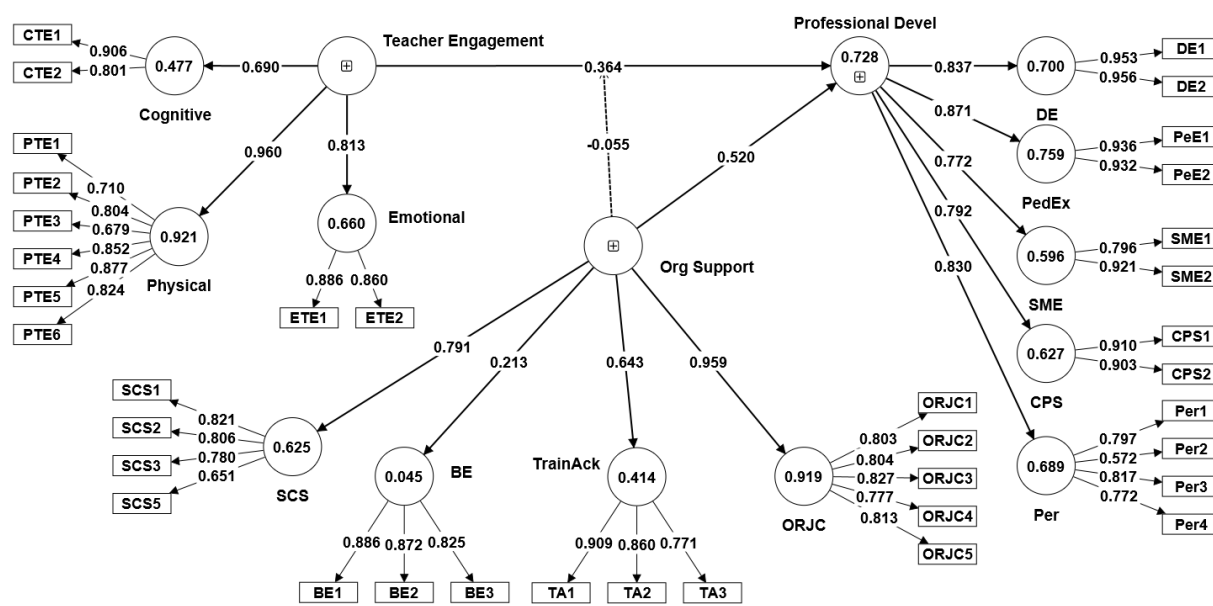 Professional Devel
CTE1
Teacher Engagement
0.906
DE1
0.728
0.953
0.477
0.690
0.364
0.837
0.700
CTE2
0.801
0.956
DE2
Cognitive
0.871
DE
PTE1
0.936
PeE1
-0.055
0.759
0.960
0.813
0.520
0.772
0.932
PeE2
PTE2
0.710
PedEx
0.804
0.792
Emotional
PTE3
0.679
0.660
0.921
0.796
SME1
PTE4
0.852
0.596
0.877
Org Support
0.830
0.921
SME2
PTE5
0.824
Physical
0.886
0.860
SME
PTE6
ETE1
ETE2
0.910
CPS1
0.791
0.213
0.643
0.959
0.627
0.903
CPS2
SCS1
CPS
ORJC1
0.821
Per1
SCS2
0.803
0.797
0.806
ORJC2
0.625
0.804
0.572
Per2
SCS3
0.780
TrainAck
BE
0.689
0.651
0.045
0.414
0.919
0.827
ORJC3
0.817
Per3
SCS
0.777
0.772
SCS5
ORJC
0.813
ORJC4
Per
Per4
0.886
0.872
0.825
0.909
0.860
0.771
ORJC5
BE1
BE2
BE3
TA1
TA2
TA3